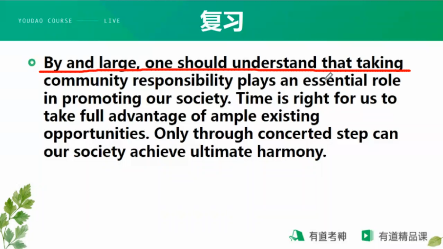 YOUDAO COURSE LIVE
复习
By and large, one should understand that taking
community responsibility plays an essential role
in promoting our society. Time is right for us to
take full advantage of ample existing
opportunities. Only through concerted step can
our society achieve ultimate harmony.
有道考神 有道精品课